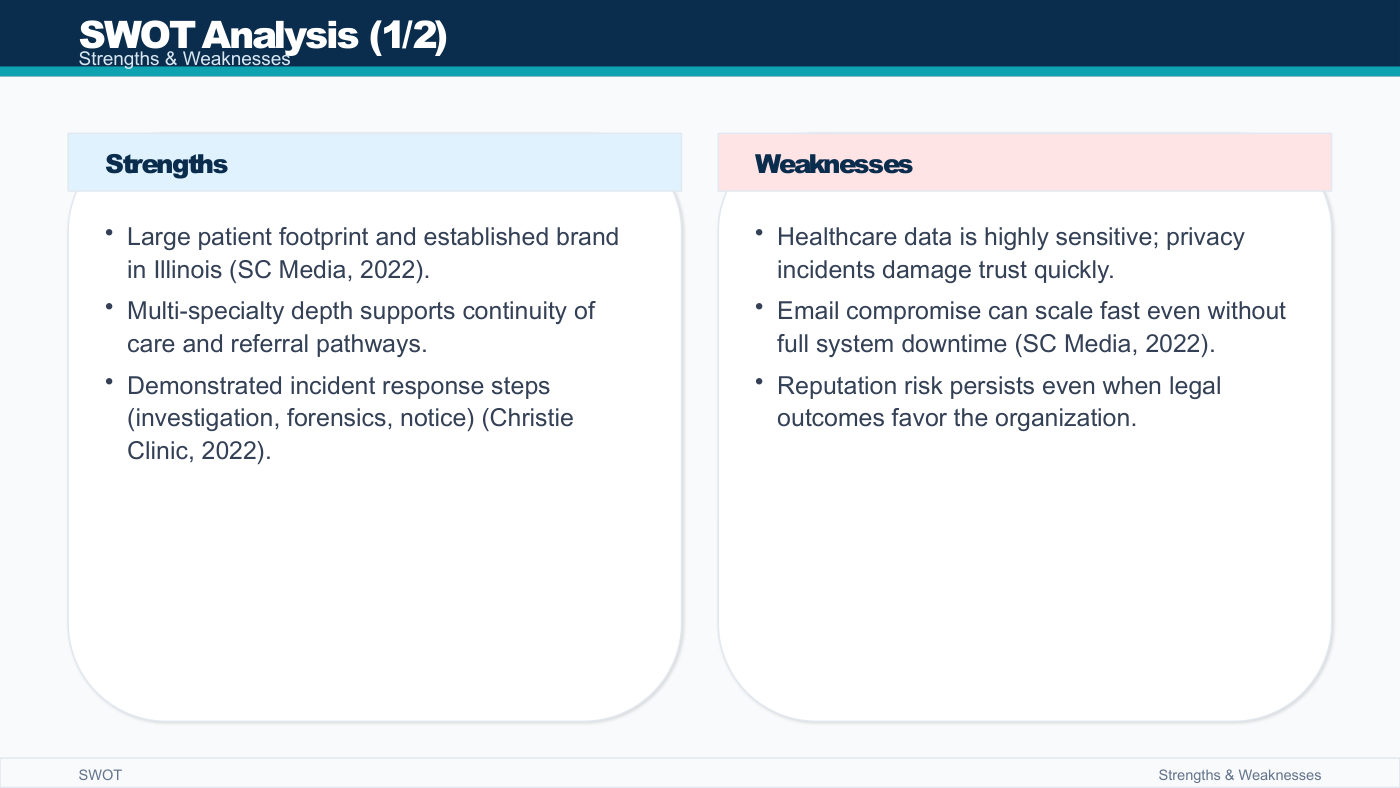 SWOT Analysis (1/2)
Strengths & Weaknesses
Strengths
• Large patient footprint and established brand
in Illinois (SC Media, 2022).
• Multi-specialty depth supports continuity of
care and referral pathways.
• Demonstrated incident response steps
(investigation, forensics, notice) (Christie
Clinic, 2022).
Weaknesses
• Healthcare data is highly sensitive; privacy
incidents damage trust quickly.
• Email compromise can scale fast even without
full system downtime (SC Media, 2022).
• Reputation risk persists even when legal
outcomes favor the organization.
SWOT
Strengths & Weaknesses